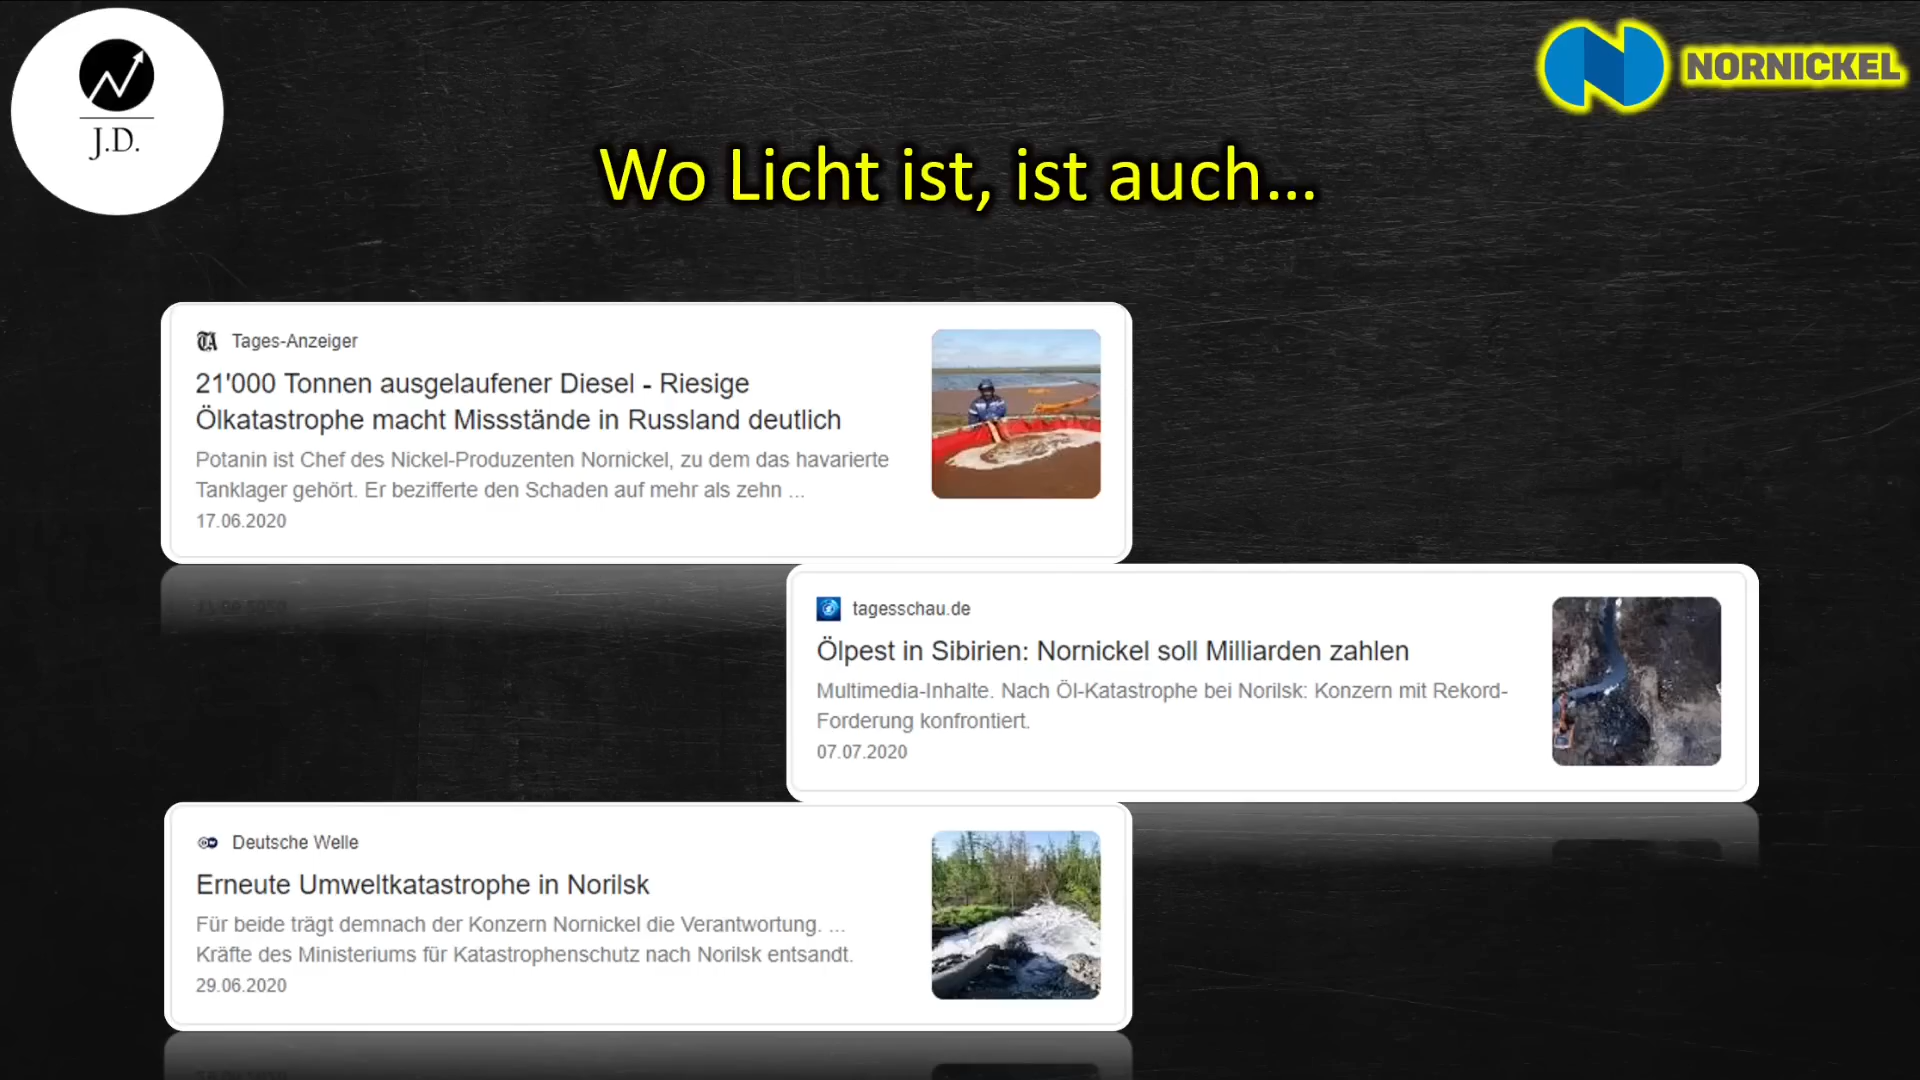 J.D.
NORNICKEL
Wo Licht ist, ist auch...
Tages-Anzeiger
21'000 Tonnen ausgelaufener Diesel - Riesige
Ölkatastrophe macht Missstände in Russland deutlich
Potanin ist Chef des Nickel-Produzenten Nornickel, zu dem das havarierte
Tanklager gehört. Er bezifferte den Schaden auf mehr als zehn ...
17.06.2020
tagesschau.de
Ölpest in Sibirien: Nornickel soll Milliarden zahlen
Multimedia-Inhalte. Nach Öl-Katastrophe bei Norilsk: Konzern mit Rekord-
Forderung konfrontiert.
07.07.2020
Deutsche Welle
Erneute Umweltkatastrophe in Norilsk
Für beide trägt demnach der Konzern Nornickel die Verantwortung. ...
Kräfte des Ministeriums für Katastrophenschutz nach Norilsk entsandt.
29.06.2020